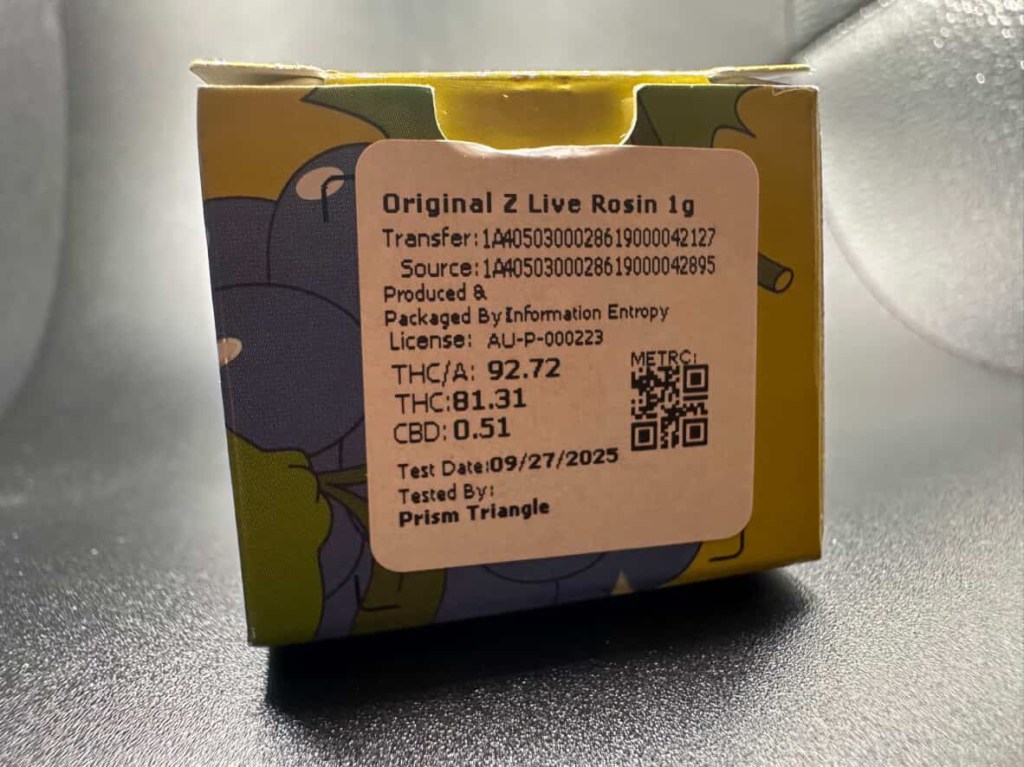 Original Z Live Rosin 1g
Transfer:1A4050300028619000042127
Source:1A4050300028619000042895
Produced &
Packaged By Information Entropy
License: AU-P-000223
THC/A: 92.72
THC:81.31
CBD: 0.51
METRC:
Test Date:09/27/2025
Tested By:
Prism Triangle